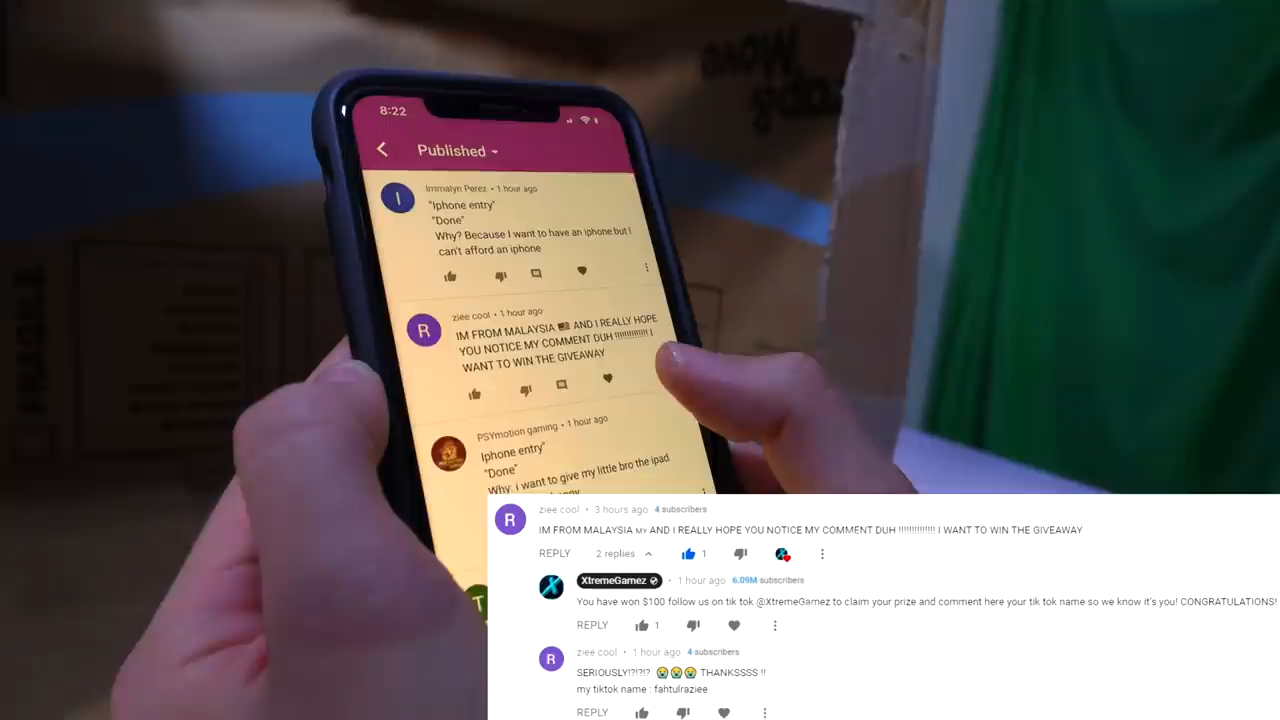 8:22
Published
I
Immalyn Perez • 1 hour ago
"Iphone entry"
"Done"
Why? Because I want to have an iphone but I
can't afford an iphone
R
ziee cool • 1 hour ago
IM FROM MALAYSIA 🇲🇾 AND I REALLY HOPE
YOU NOTICE MY COMMENT DUH !!!!!!!!!!!!!! I
WANT TO WIN THE GIVEAWAY
PSYmotion gaming • 1 hour ago
Iphone entry"
"Done"
Why: i want to give my little bro the ipad
T
FRAGILE
R
ziee cool • 3 hours ago 4 subscribers
IM FROM MALAYSIA MY AND I REALLY HOPE YOU NOTICE MY COMMENT DUH !!!!!!!!!!!!!! I WANT TO WIN THE GIVEAWAY
REPLY 2 replies 1
X
XtremeGamez • 1 hour ago 6.09M subscribers
You have won $100 follow us on tik tok @XtremeGamez to claim your prize and comment here your tik tok name so we know it's you! CONGRATULATIONS!
REPLY 1
R
ziee cool • 1 hour ago 4 subscribers
SERIOUSLY!?!?!? 😭😭😭 THANKSSSS !!
my tiktok name : fahtulraziee
REPLY